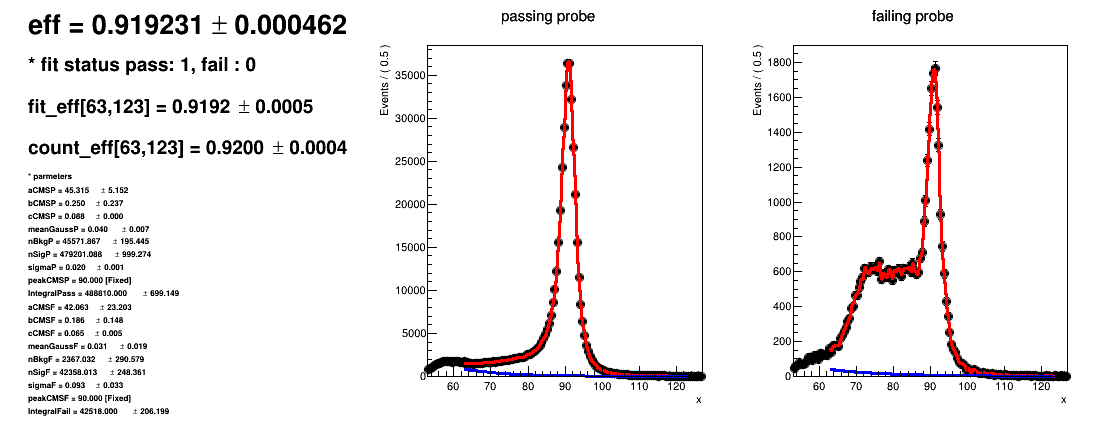 eff = 0.919231 ± 0.000462
* fit status pass: 1, fail : 0
fit_eff[63,123] = 0.9192 ± 0.0005
count_eff[63,123] = 0.9200 ± 0.0004
* parmeters
aCMSP = 45.315 ± 5.152
bCMSP = 0.250 ± 0.237
cCMSP = 0.088 ± 0.000
meanGaussP = 0.040 ± 0.007
nBkgP = 45571.867 ± 195.445
nSigP = 479201.088 ± 999.274
sigmaP = 0.020 ± 0.001
peakCMSP = 90.000 [Fixed]
IntegralPass = 488810.000 ± 699.149
aCMSF = 42.063 ± 23.203
bCMSF = 0.186 ± 0.148
cCMSF = 0.065 ± 0.005
meanGaussF = 0.031 ± 0.019
nBkgF = 2367.032 ± 290.579
nSigF = 42358.013 ± 248.361
sigmaF = 0.093 ± 0.033
peakCMSF = 90.000 [Fixed]
IntegralFail = 42518.000 ± 206.199
passing probe
Events / ( 0.5 )
35000
30000
25000
20000
15000
10000
5000
0
60 70 80 90 100 110 120
x
failing probe
Events / ( 0.5 )
1800
1600
1400
1200
1000
800
600
400
200
0
60 70 80 90 100 110 120
x